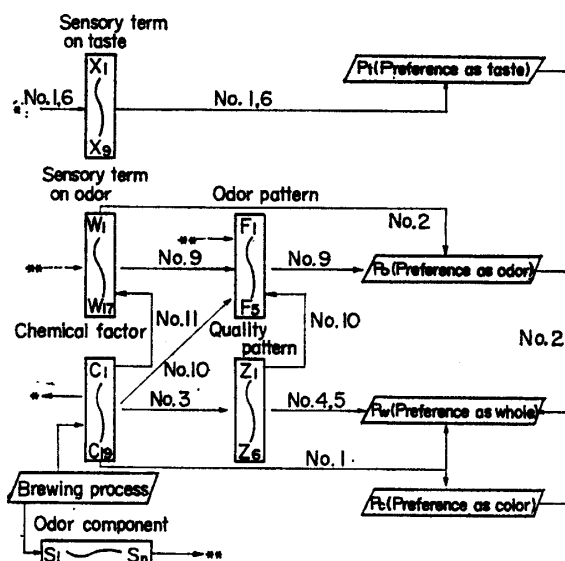 Sensory term
on taste
X1
X9
* No.1,6
No.1,6
Pt(Preference as taste)
Sensory term
on odor
Odor pattern
W1
W17
F1
F5
**
**
No.2
No.9
No.9
Pb(Preference as odor)
No.11
No.10
Chemical factor
Quality
pattern
No.10
No.2
C1
C19
Z1
Z6
*
No.3
No.4,5
Pw(Preference as whole)
No.1
Brewing process
Pc(Preference as color)
Odor component
S1
Sn
**